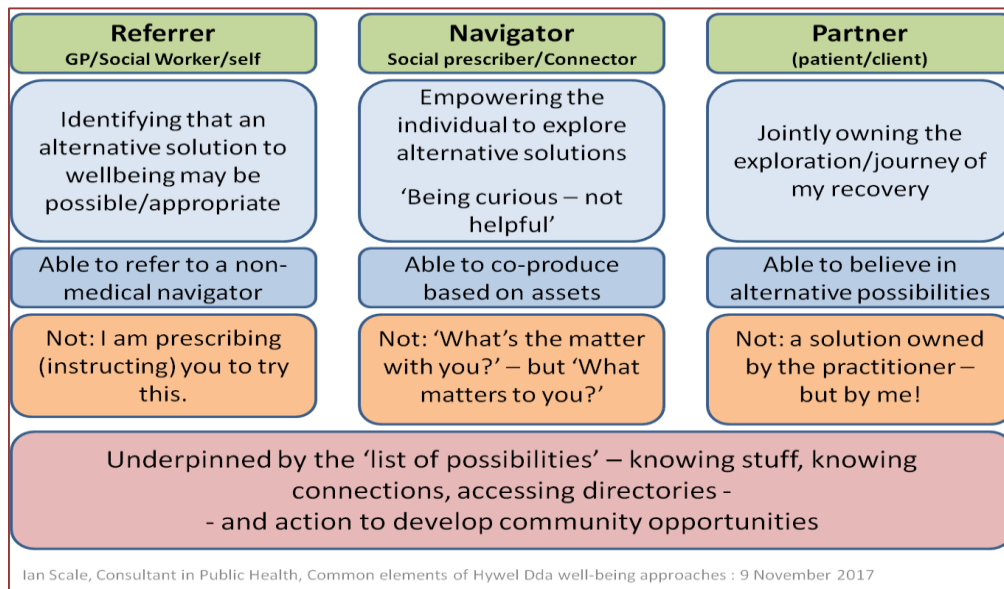 Referrer
GP/Social Worker/self
Identifying that an
alternative solution to
wellbeing may be
possible/appropriate
Able to refer to a non-
medical navigator
Not: I am prescribing
(instructing) you to try
this.
Navigator
Social prescriber/Connector
Empowering the
individual to explore
alternative solutions
‘Being curious – not
helpful’
Able to co-produce
based on assets
Not: ‘What’s the matter
with you?’ – but ‘What
matters to you?’
Partner
(patient/client)
Jointly owning the
exploration/journey of
my recovery
Able to believe in
alternative possibilities
Not: a solution owned
by the practitioner –
but by me!
Underpinned by the ‘list of possibilities’ – knowing stuff, knowing
connections, accessing directories -
- and action to develop community opportunities
Ian Scale, Consultant in Public Health, Common elements of Hywel Dda well-being approaches : 9 November 2017